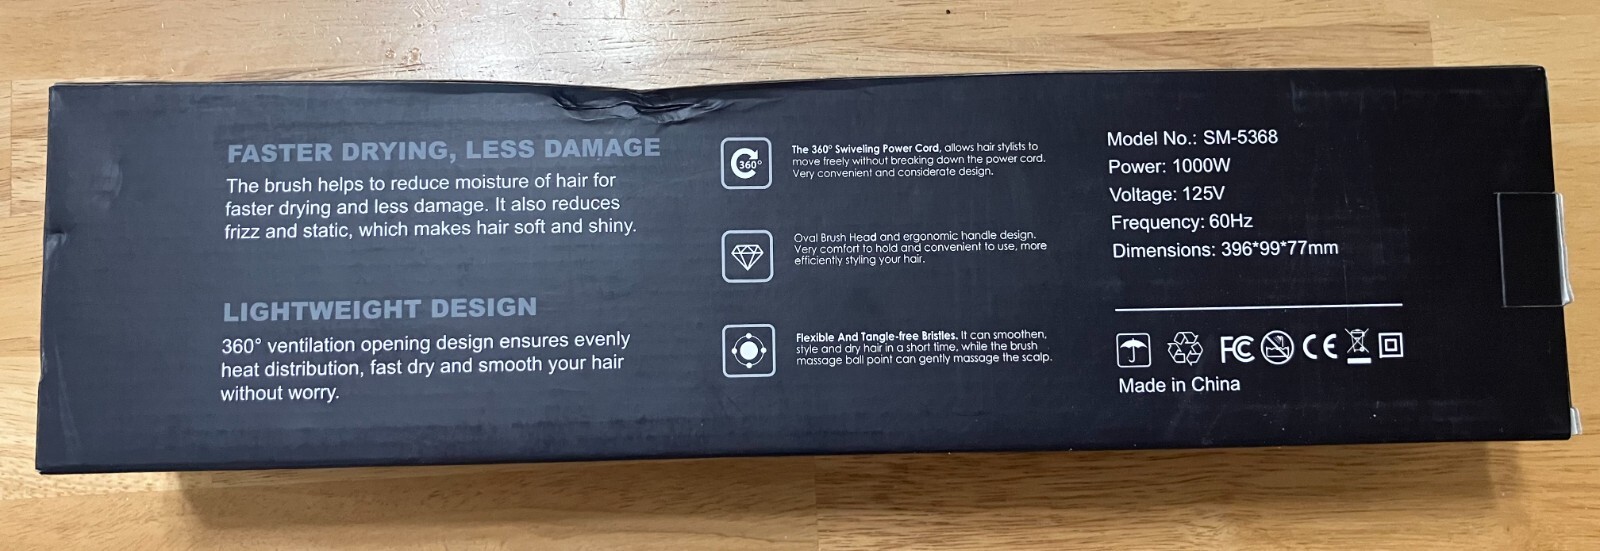 FASTER DRYING, LESS DAMAGE
The brush helps to reduce moisture of hair for
faster drying and less damage. It also reduces
frizz and static, which makes hair soft and shiny.
LIGHTWEIGHT DESIGN
360° ventilation opening design ensures evenly
heat distribution, fast dry and smooth your hair
without worry.
360°
The 360° Swiveling Power Cord, allows hair stylists to
move freely without breaking down the power cord.
Very convenient and considerate design.
Oval Brush Head and ergonomic handle design.
Very comfort to hold and convenient to use, more
efficiently styling your hair.
Flexible And Tangle-free Bristles. It can smoothen,
style and dry hair in a short time, while the brush
massage ball point can gently massage the scalp.
Model No.: SM-5368
Power: 1000W
Voltage: 125V
Frequency: 60Hz
Dimensions: 396*99*77mm
FC CE
Made in China